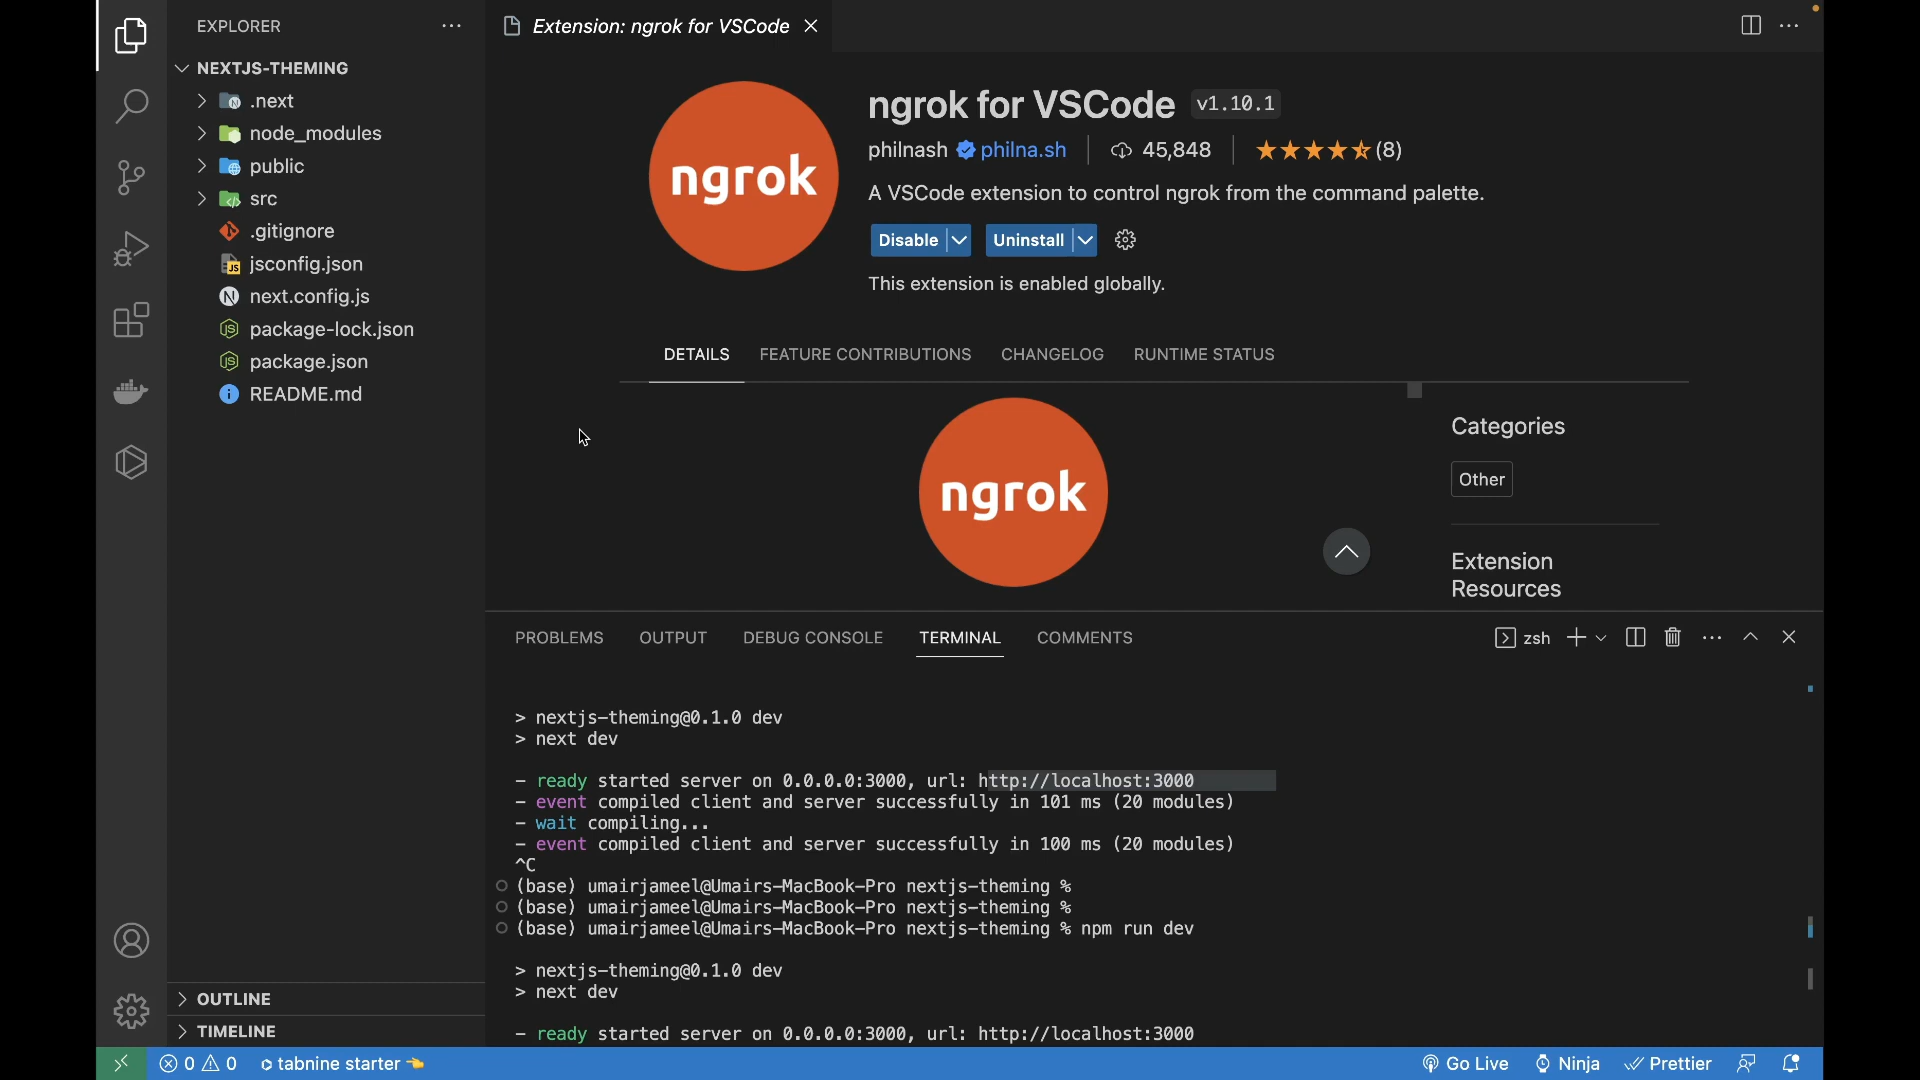 EXPLORER
Extension: ngrok for VSCode
NEXTJS-THEMING
.next
node_modules
public
src
.gitignore
jsconfig.json
next.config.js
package-lock.json
package.json
README.md
OUTLINE
TIMELINE
ngrok
ngrok for VSCode v1.10.1
philnash philna.sh 45,848 (8)
A VSCode extension to control ngrok from the command palette.
Disable Uninstall
This extension is enabled globally.
DETAILS FEATURE CONTRIBUTIONS CHANGELOG RUNTIME STATUS
ngrok
Categories
Other
Extension
Resources
PROBLEMS OUTPUT DEBUG CONSOLE TERMINAL COMMENTS zsh
> nextjs-theming@0.1.0 dev
> next dev
- ready started server on 0.0.0.0:3000, url: http://localhost:3000
- event compiled client and server successfully in 101 ms (20 modules)
- wait compiling...
- event compiled client and server successfully in 100 ms (20 modules)
^C
(base) umairjameel@Umairs-MacBook-Pro nextjs-theming %
(base) umairjameel@Umairs-MacBook-Pro nextjs-theming %
(base) umairjameel@Umairs-MacBook-Pro nextjs-theming % npm run dev
> nextjs-theming@0.1.0 dev
> next dev
- ready started server on 0.0.0.0:3000, url: http://localhost:3000
0 0 tabnine starter Go Live Ninja Prettier